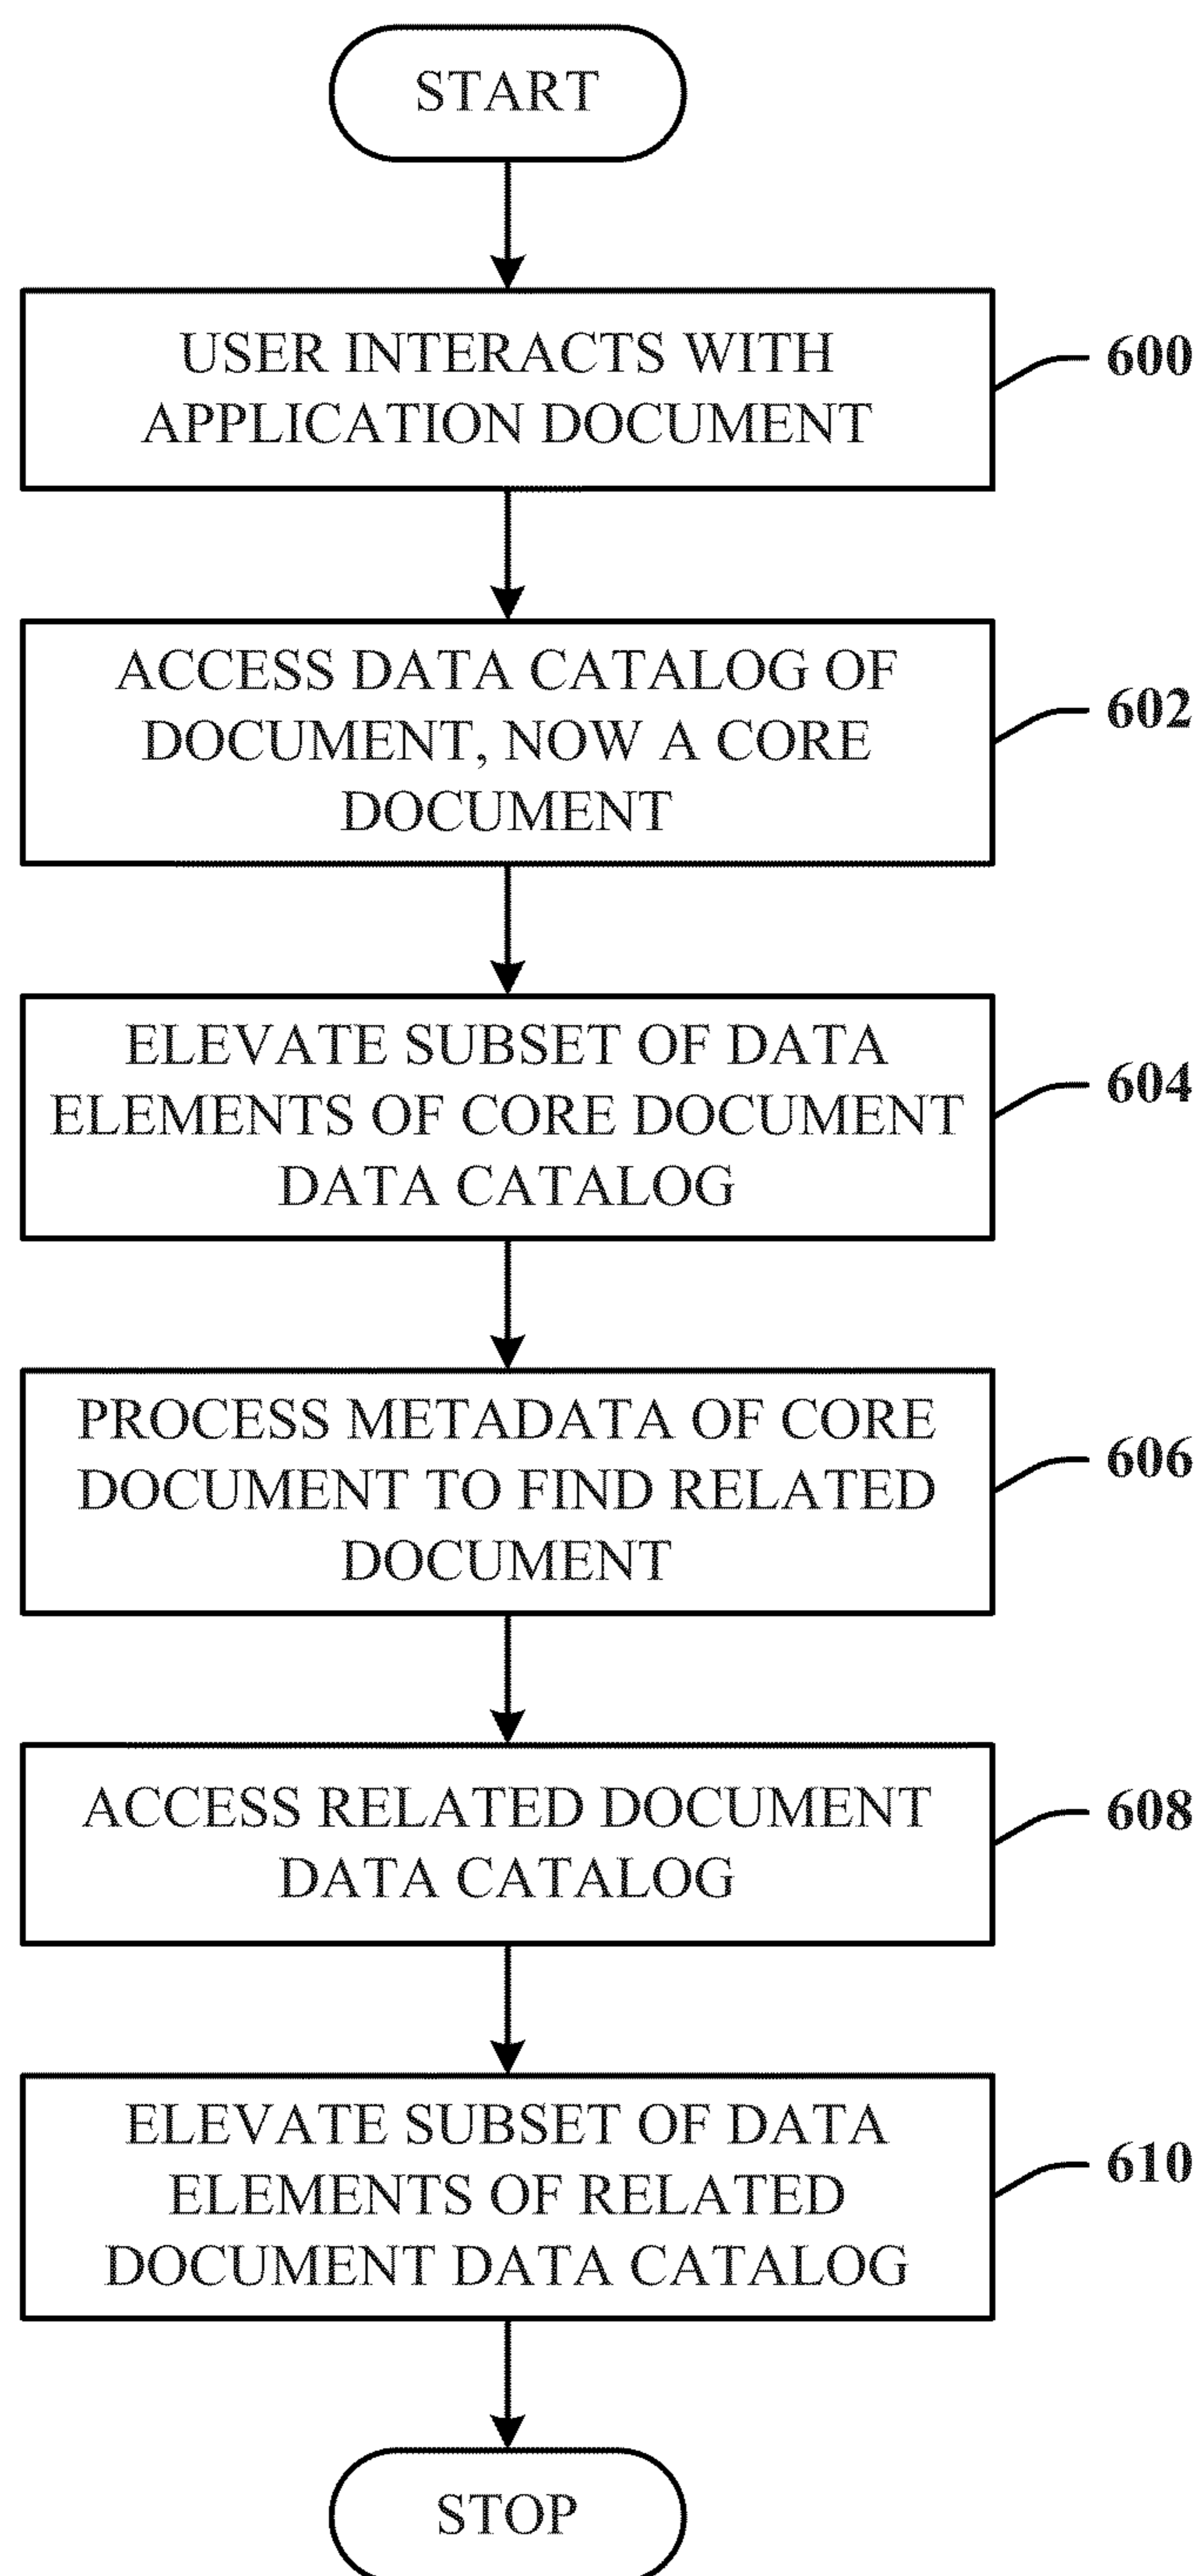 START
USER INTERACTS WITH
APPLICATION DOCUMENT
600
ACCESS DATA CATALOG OF
DOCUMENT, NOW A CORE
DOCUMENT
602
ELEVATE SUBSET OF DATA
ELEMENTS OF CORE DOCUMENT
DATA CATALOG
604
PROCESS METADATA OF CORE
DOCUMENT TO FIND RELATED
DOCUMENT
606
ACCESS RELATED DOCUMENT
DATA CATALOG
608
ELEVATE SUBSET OF DATA
ELEMENTS OF RELATED
DOCUMENT DATA CATALOG
610
STOP